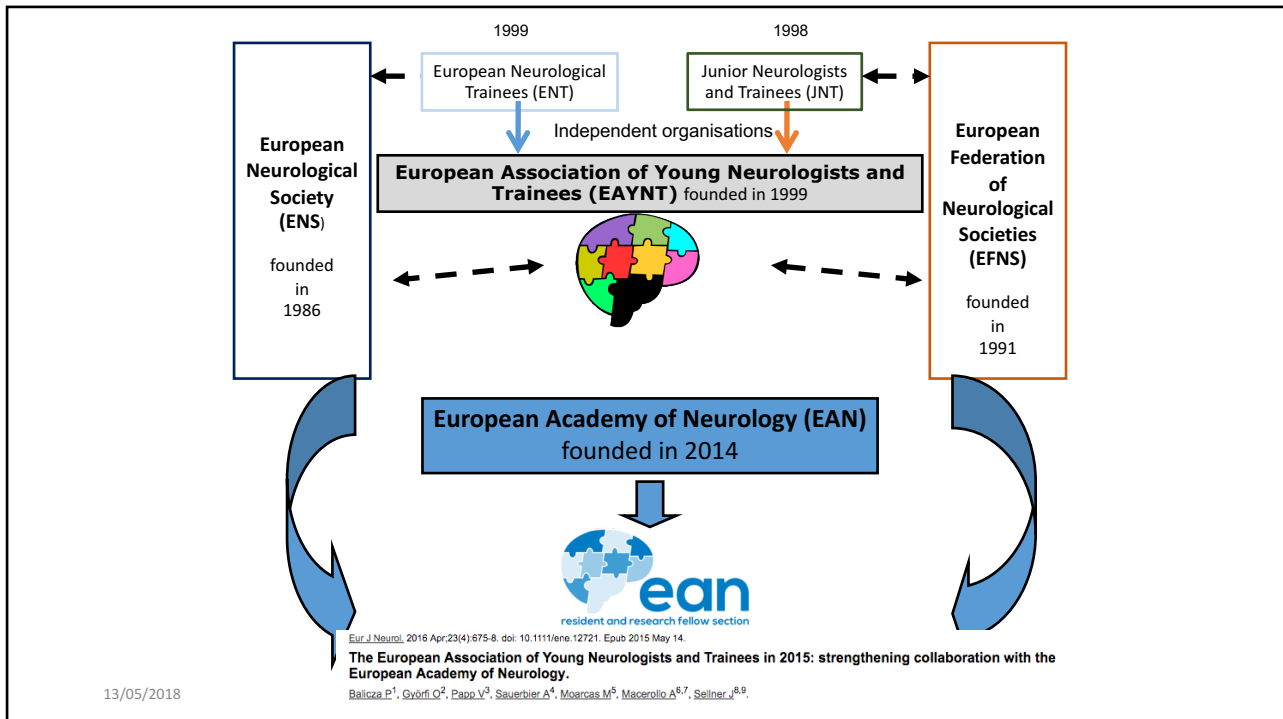 1999
1998
European Neurological
Trainees (ENT)
Junior Neurologists
and Trainees (JNT)
Independent organisations
European
Neurological
Society
(ENS)
founded
in
1986
European Association of Young Neurologists and
Trainees (EAYNT) founded in 1999
European
Federation
of
Neurological
Societies
(EFNS)
founded
in
1991
European Academy of Neurology (EAN)
founded in 2014
ean
resident and research fellow section
Eur J Neurol. 2016 Apr;23(4):675-8. doi: 10.1111/ene.12721. Epub 2015 May 14.
The European Association of Young Neurologists and Trainees in 2015: strengthening collaboration with the
European Academy of Neurology.
Balicza P1, Györfi O2, Papp V3, Sauerbier A4, Moarcas M5, Macerollo A6,7, Sellner J8,9.
13/05/2018